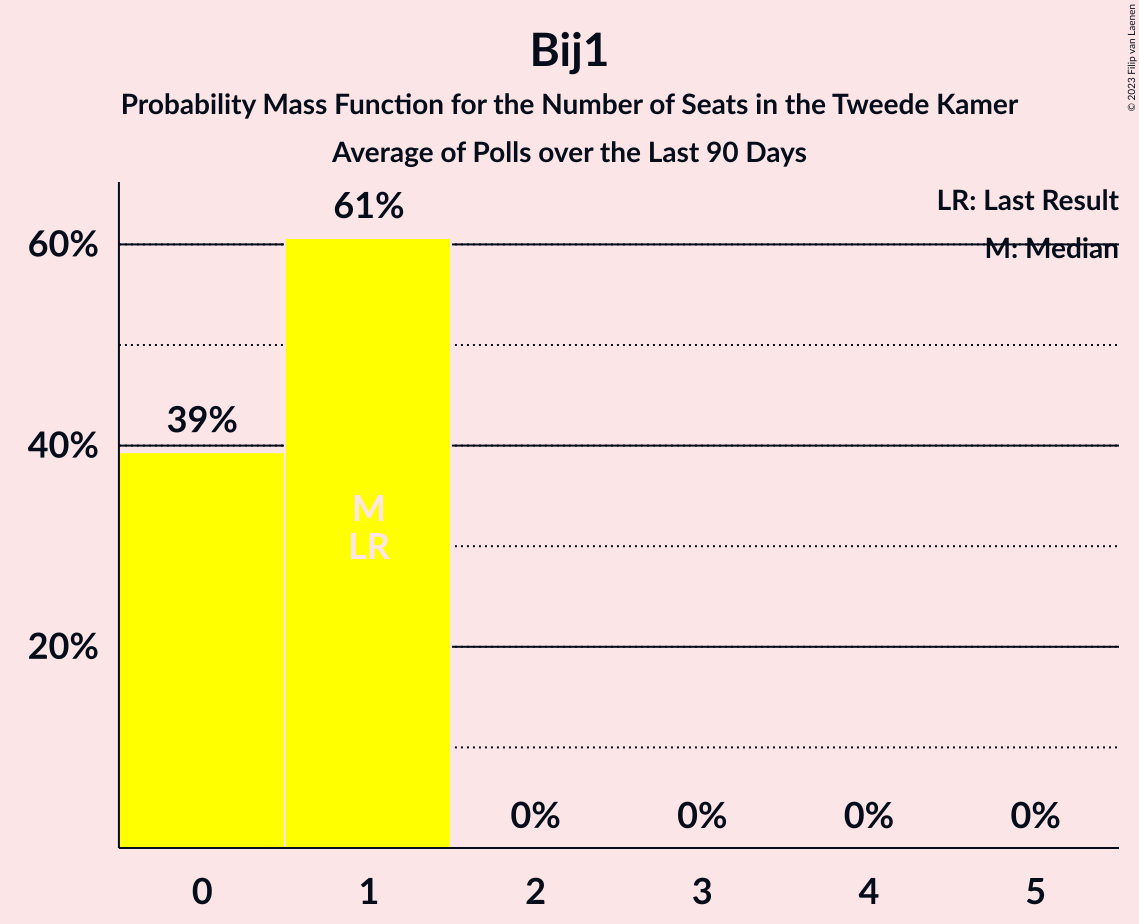 Bij1
Probability Mass Function for the Number of Seats in the Tweede Kamer
Average of Polls over the Last 90 Days
© 2023 Filip van Laenen
LR: Last Result
M: Median
60%
40%
20%
39%
61%
M
LR
0%
0%
0%
0%
0
1
2
3
4
5